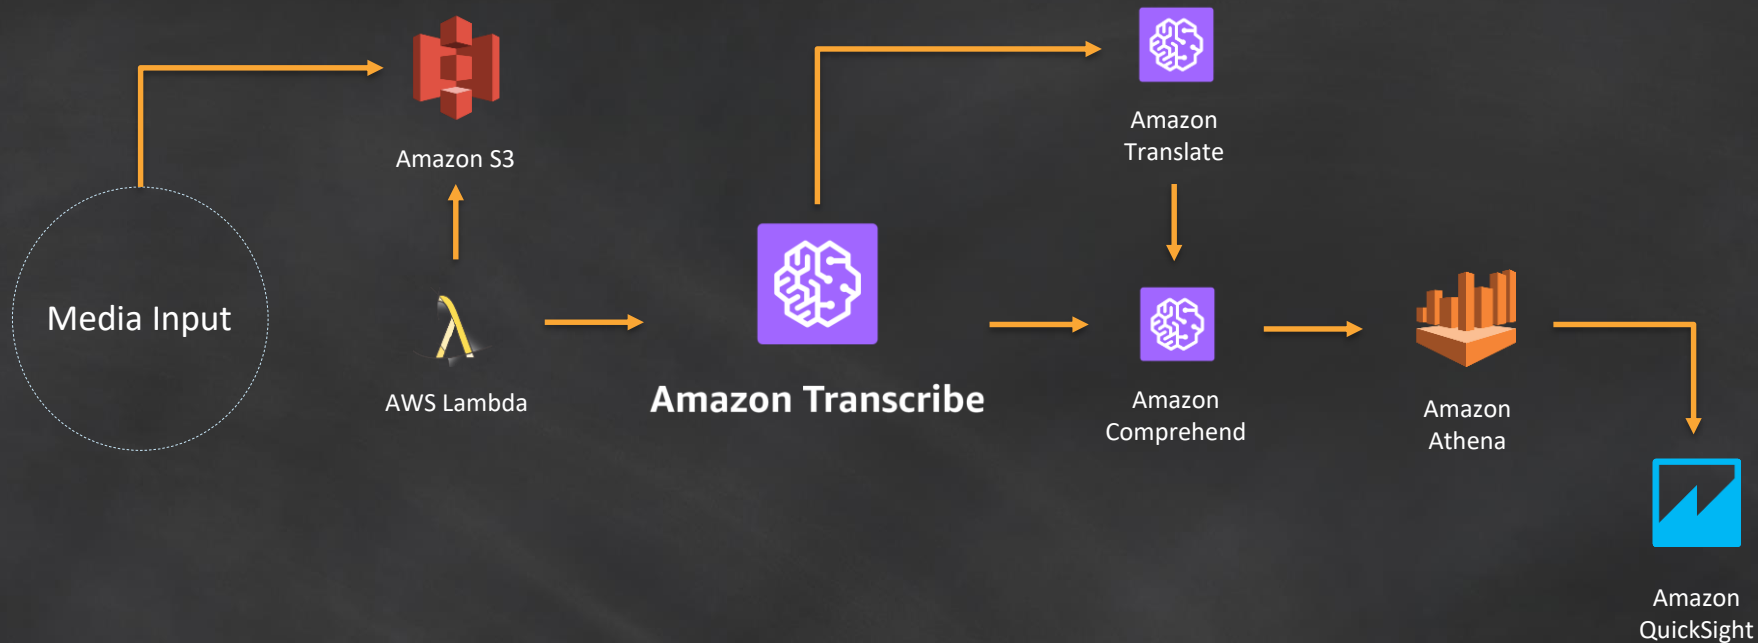 Amazon S3
Amazon
Translate
Media Input
AWS Lambda
Amazon Transcribe
Amazon
Comprehend
Amazon
Athena
Amazon
QuickSight